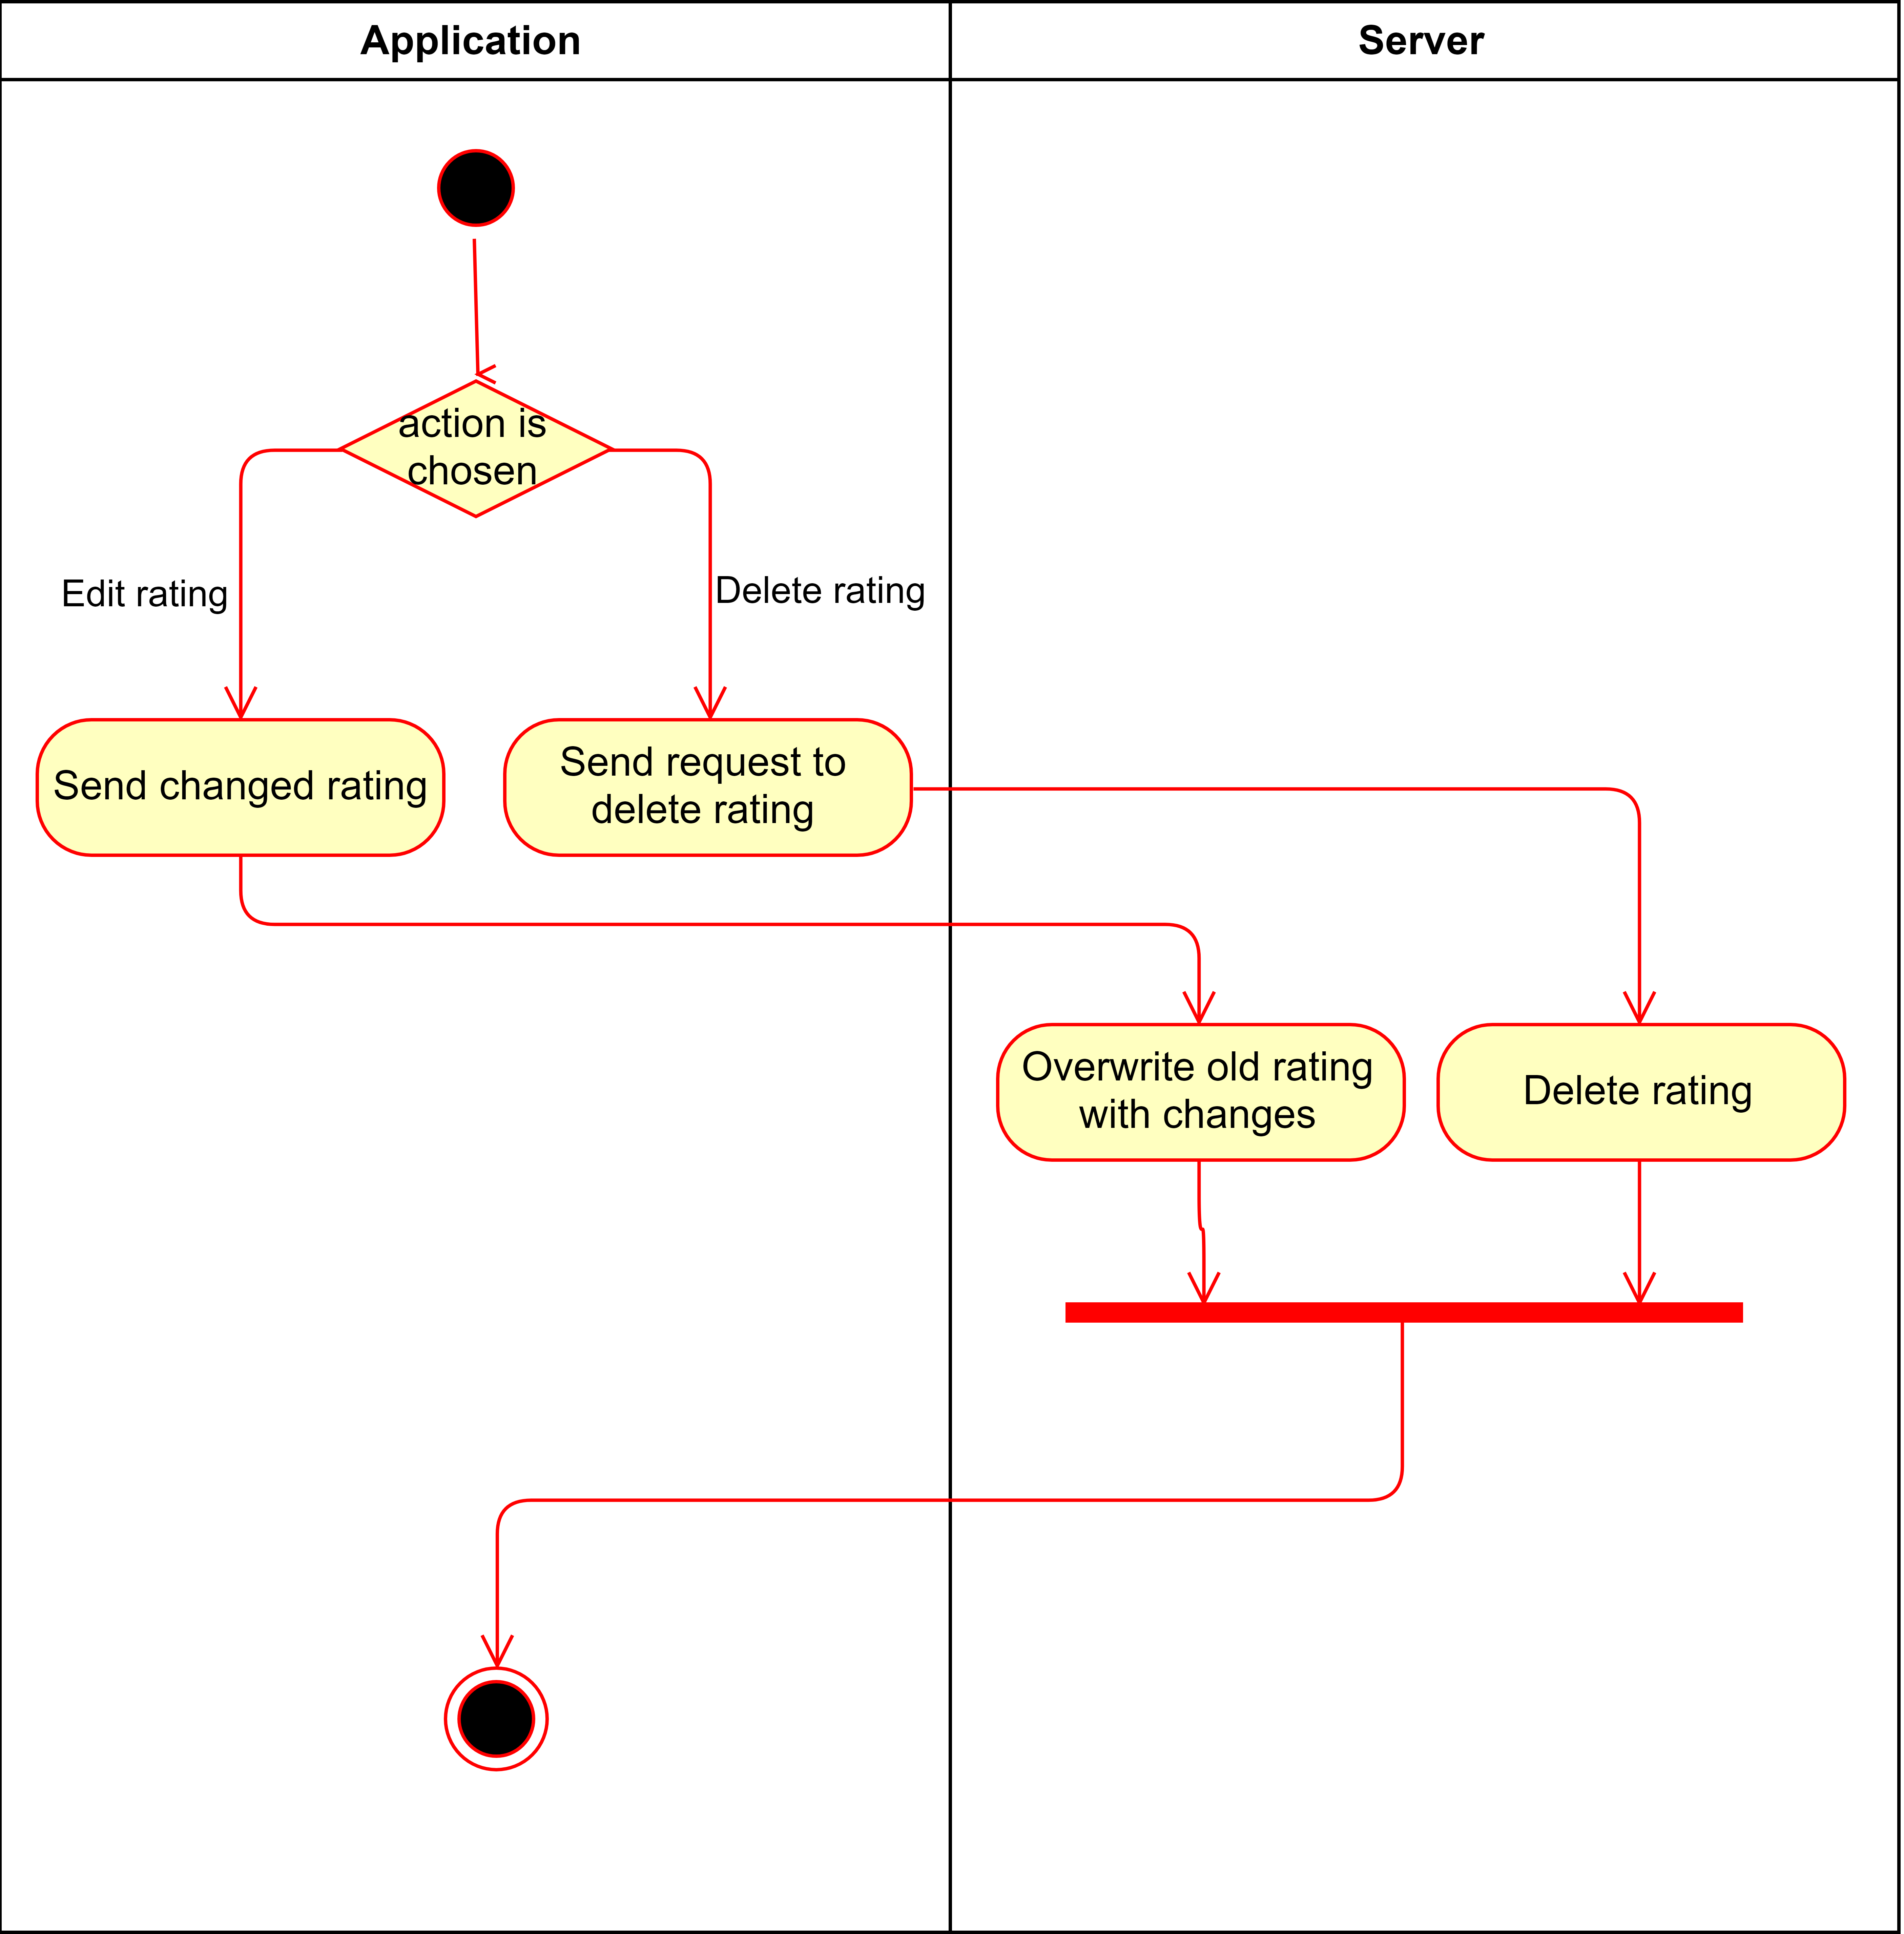 Application
Server
action is
chosen
Edit rating
Delete rating
Send changed rating
Send request to
delete rating
Overwrite old rating
with changes
Delete rating